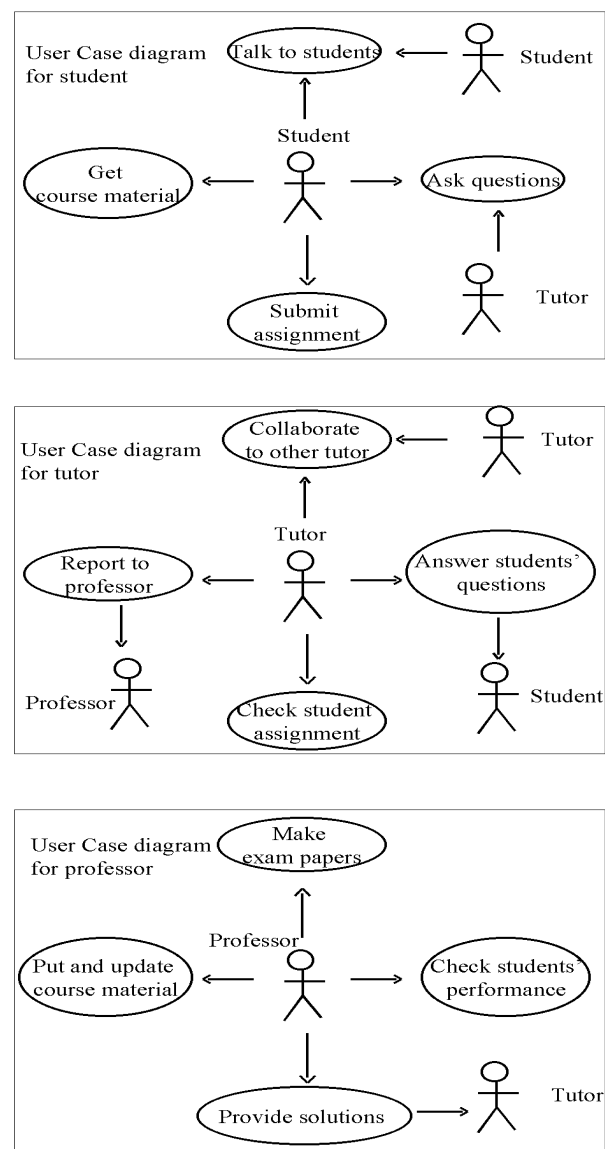 User Case diagram
for student
Talk to students
Student
Student
Get
course material
Ask questions
Submit
assignment
Tutor
User Case diagram
for tutor
Collaborate
to other tutor
Tutor
Tutor
Report to
professor
Answer students’
questions
Professor
Check student
assignment
Student
User Case diagram
for professor
Make
exam papers
Professor
Put and update
course material
Check students’
performance
Provide solutions
Tutor